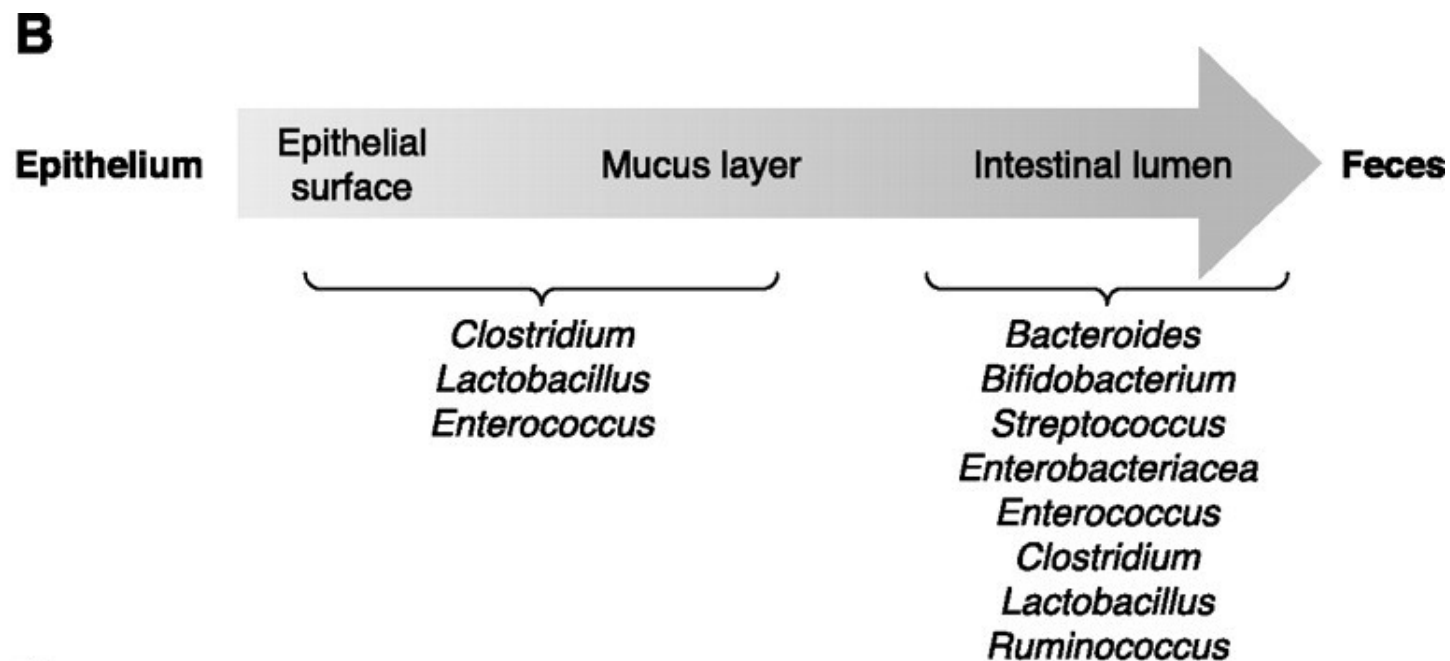 B
Epithelium
Epithelial
surface
Mucus layer
Intestinal lumen
Feces
Clostridium
Lactobacillus
Enterococcus
Bacteroides
Bifidobacterium
Streptococcus
Enterobacteriacea
Enterococcus
Clostridium
Lactobacillus
Ruminococcus